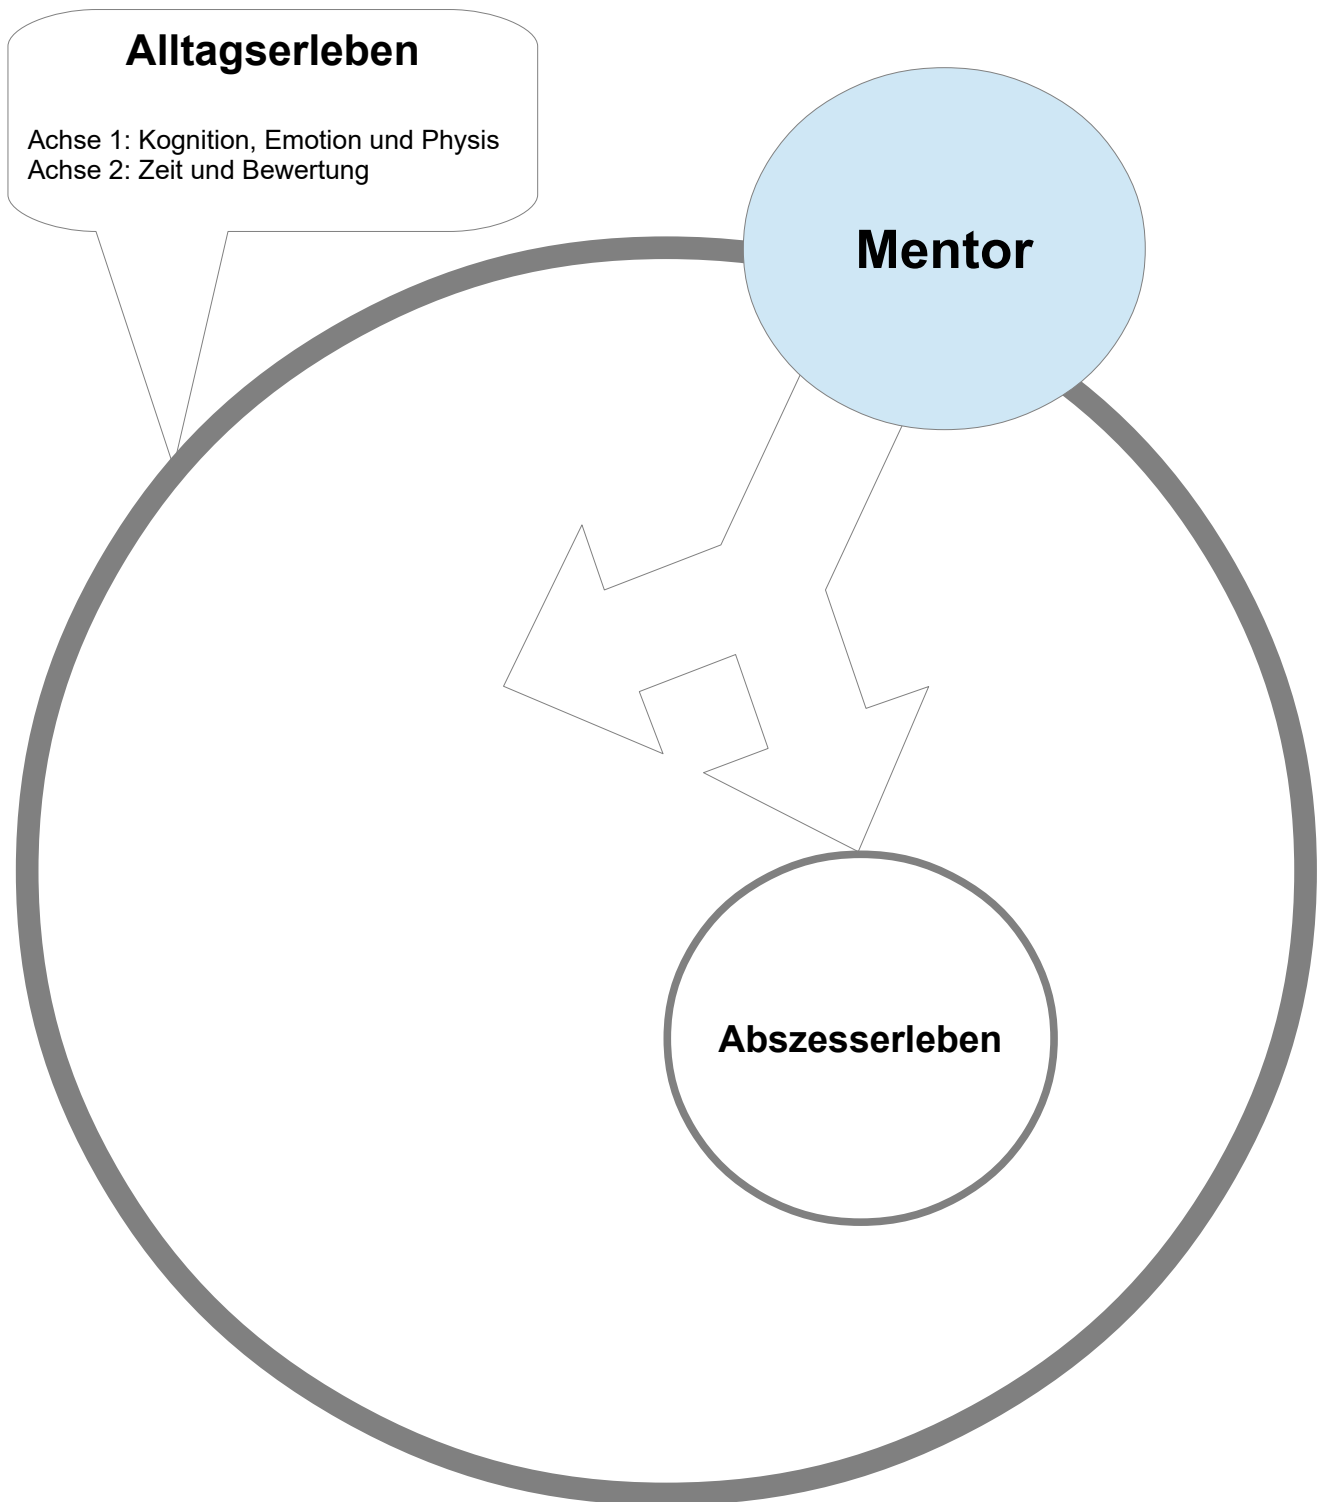 Alltagserleben
Achse 1: Kognition, Emotion und Physis
Achse 2: Zeit und Bewertung
Mentor
Abszesserleben